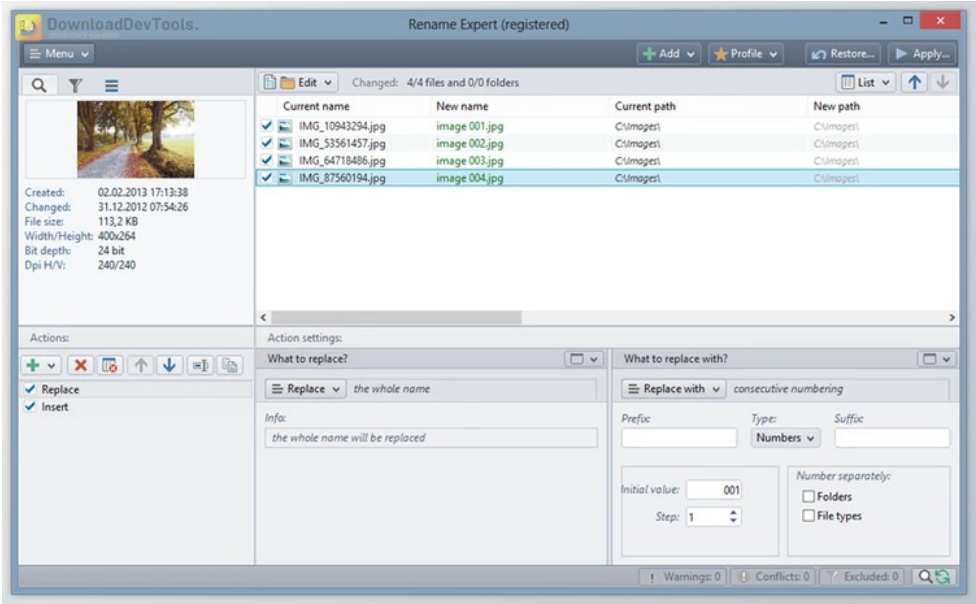 DownloadDevTools.
Rename Expert (registered)
Menu
Add
Profile
Restore...
Apply...
Edit
Changed: 4/4 files and 0/0 folders
List
Current name New name Current path New path
IMG_10943294.jpg image 001.jpg C:\Images\ C:\Images\
IMG_53561457.jpg image 002.jpg C:\Images\ C:\Images\
IMG_64718486.jpg image 003.jpg C:\Images\ C:\Images\
IMG_87560194.jpg image 004.jpg C:\Images\ C:\Images\
Created: 02.02.2013 17:13:38
Changed: 31.12.2012 07:54:26
File size: 113,2 KB
Width/Height: 400x264
Bit depth: 24 bit
Dpi H/V: 240/240
Actions:
Replace
Insert
Action settings:
What to replace?
Replace the whole name
Info:
the whole name will be replaced
What to replace with?
Replace with consecutive numbering
Prefix: Type: Suffix:
Numbers
Initial value: 001
Step: 1
Number separately:
Folders
File types
Warnings: 0 Conflicts: 0 Excluded: 0